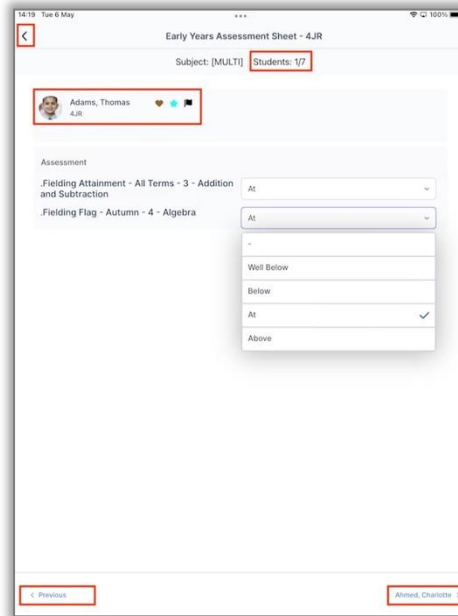 14:19 Tue 6 May
100%
Early Years Assessment Sheet - 4JR
Subject: [MULTI] Students: 1/7
Adams, Thomas
4JR
Assessment
.Fielding Attainment - All Terms - 3 - Addition and Subtraction
At
.Fielding Flag - Autumn - 4 - Algebra
At
-
Well Below
Below
At
Above
< Previous
Ahmed, Charlotte >